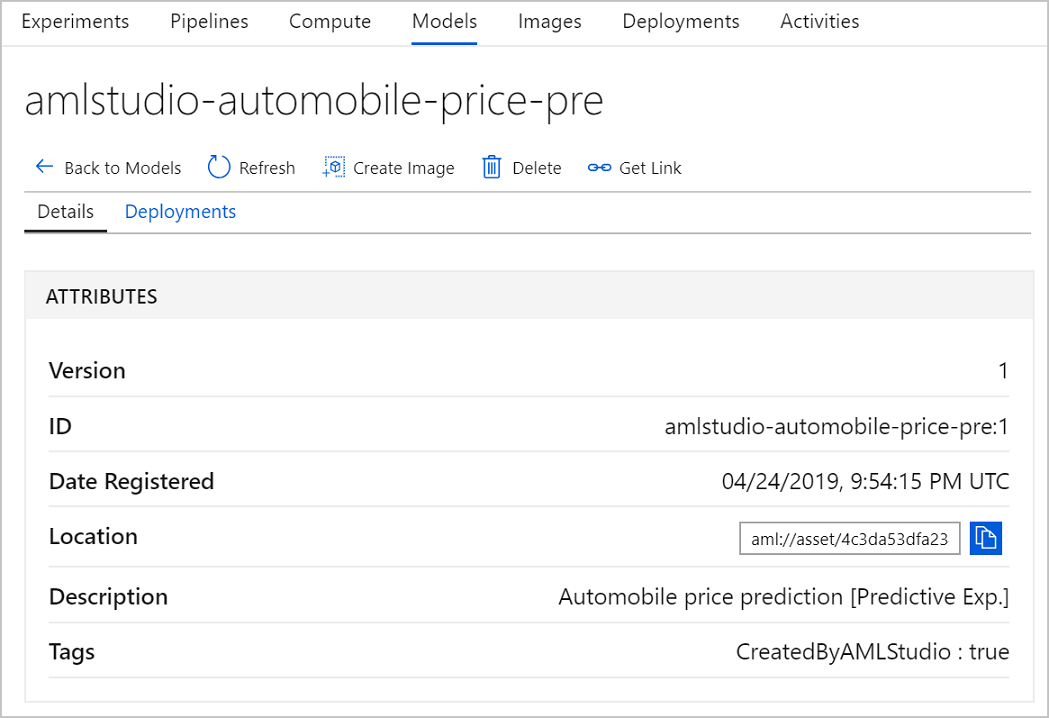 Experiments Pipelines Compute Models Images Deployments Activities
amlstudio-automobile-price-pre
Back to Models Refresh Create Image Delete Get Link
Details Deployments
ATTRIBUTES
Version 1
ID amlstudio-automobile-price-pre:1
Date Registered 04/24/2019, 9:54:15 PM UTC
Location aml://asset/4c3da53dfa23
Description Automobile price prediction [Predictive Exp.]
Tags CreatedByAMLStudio : true